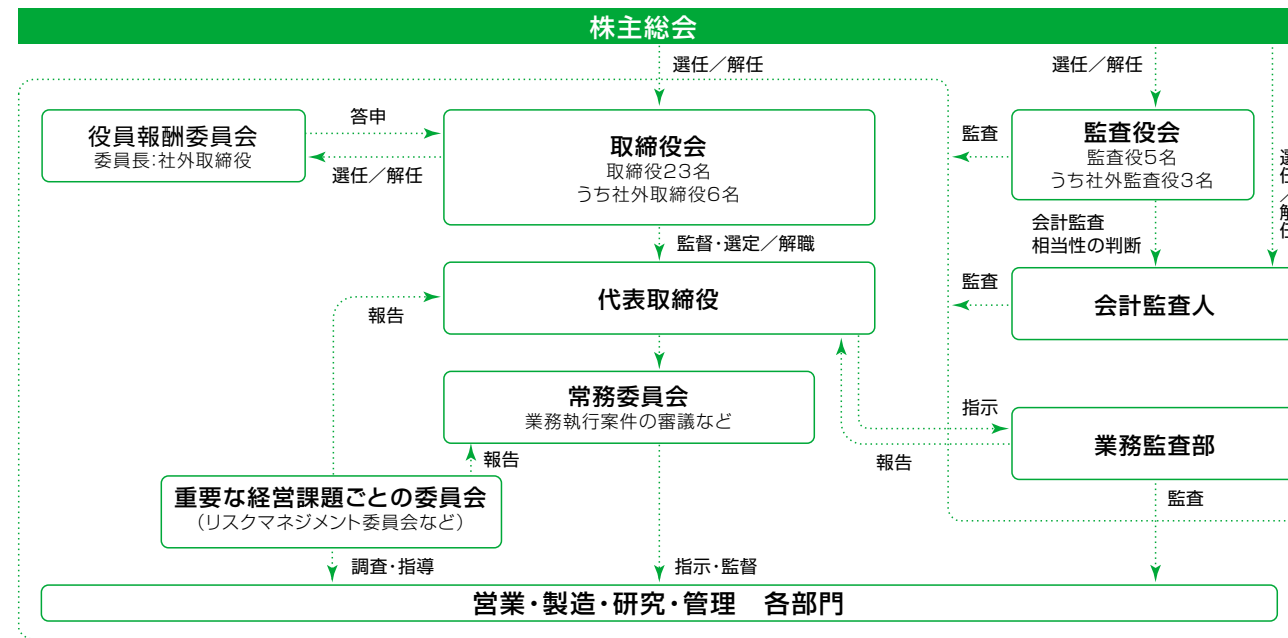 株主総会
選任／解任
選任／解任
役員報酬委員会
委員長：社外取締役
答申
選任／解任
取締役会
取締役23名
うち社外取締役6名
監査
監査役会
監査役5名
うち社外監査役3名
選任／解任
監督・選定／解職
会計監査
相当性の判断
代表取締役
報告
監査
会計監査人
常務委員会
業務執行案件の審議など
指示
報告
業務監査部
報告
重要な経営課題ごとの委員会
（リスクマネジメント委員会など）
監査
調査・指導
指示・監督
営業・製造・研究・管理　各部門